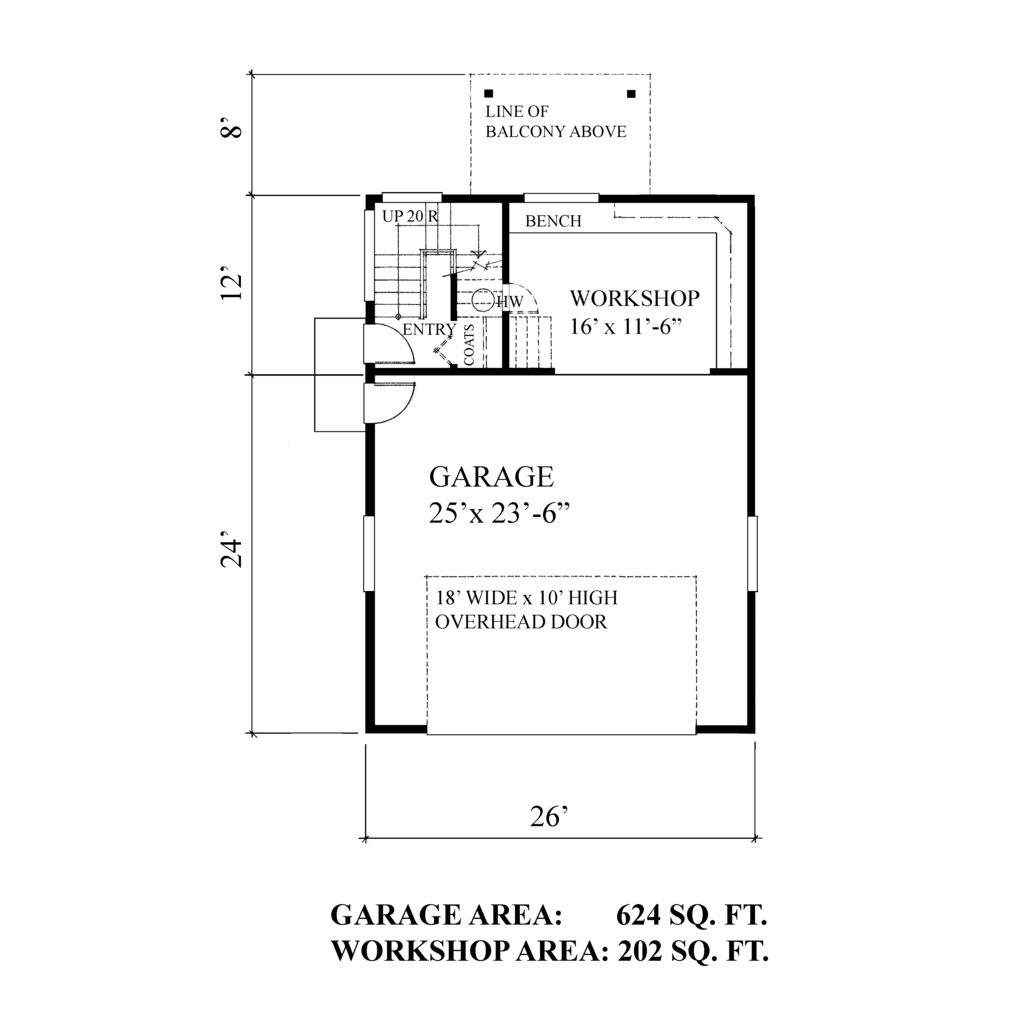 8’
LINE OF
BALCONY ABOVE
12’
UP 20 R
BENCH
HW
WORKSHOP
16’ x 11’-6”
ENTRY
COATS
24’
GARAGE
25’x 23’-6”
18’ WIDE x 10’ HIGH
OVERHEAD DOOR
26’
GARAGE AREA: 624 SQ. FT.
WORKSHOP AREA: 202 SQ. FT.